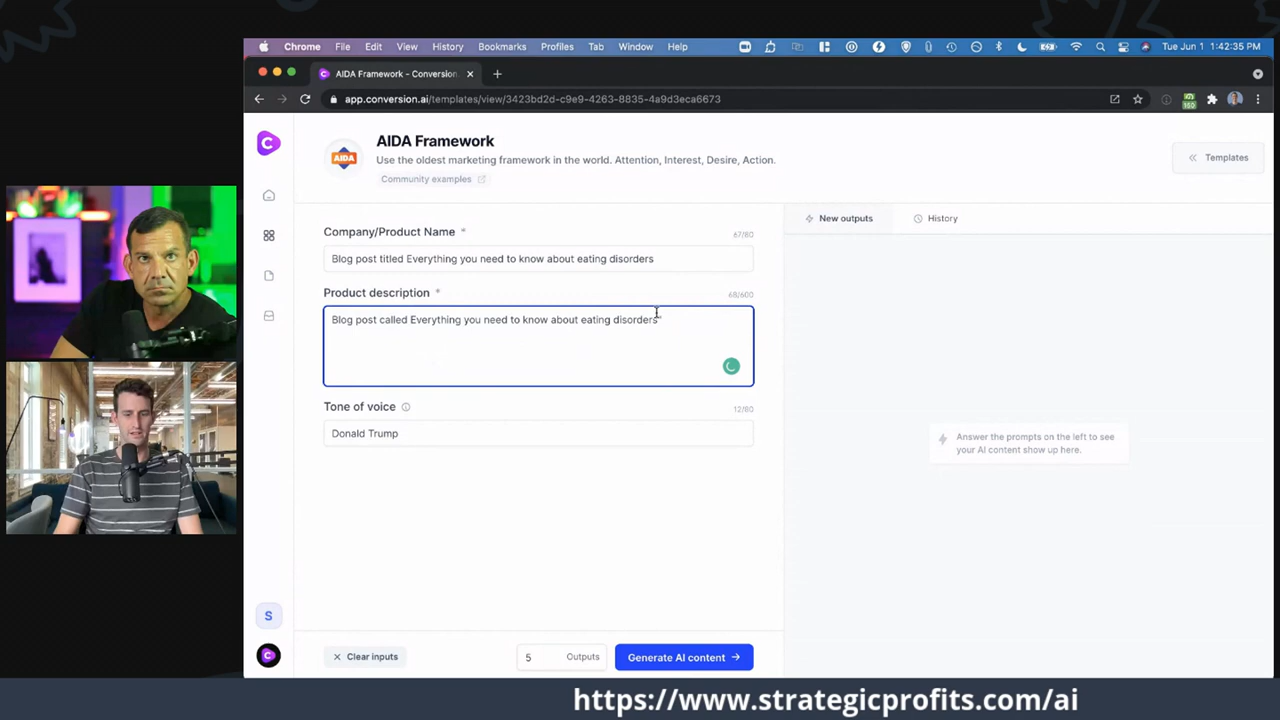 Chrome File Edit View History Bookmarks Profiles Tab Window Help Tue Jun 1 1:42:35 PM
AIDA Framework - Conversion.
app.conversion.ai/templates/view/3423bd2d-c9e9-4263-8835-4a9d3eca6673
150
AIDA
AIDA Framework
Use the oldest marketing framework in the world. Attention, Interest, Desire, Action.
Community examples
Templates
New outputs
History
Company/Product Name *
67/80
Blog post titled Everything you need to know about eating disorders
Product description *
68/600
Blog post called Everything you need to know about eating disorders"
Tone of voice
12/80
Donald Trump
Answer the prompts on the left to see
your AI content show up here.
S
C
Clear inputs
5 Outputs
Generate AI content
https://www.strategicprofits.com/ai